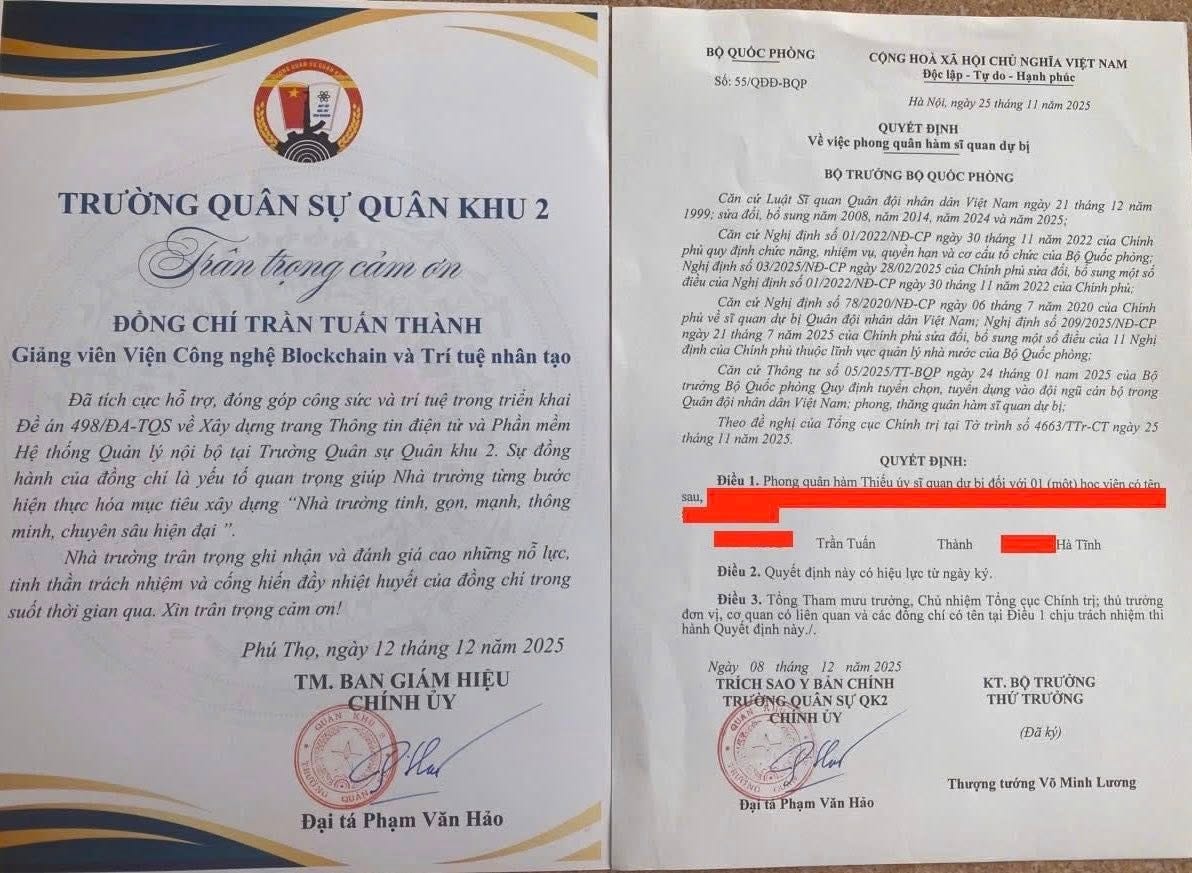 TRƯỜNG QUÂN SỰ QUÂN KHU 2
Trân trọng cảm ơn
ĐỒNG CHÍ TRẦN TUẤN THÀNH
Giảng viên Viện Công nghệ Blockchain và Trí tuệ nhân tạo
Đã tích cực hỗ trợ, đóng góp công sức và trí tuệ trong triển khai
Đề án 498/ĐA-TQS về Xây dựng trang Thông tin điện tử và Phần mềm
Hệ thống Quản lý nội bộ tại Trường Quân sự Quân khu 2. Sự đồng
hành của đồng chí là yếu tố quan trọng giúp Nhà trường từng bước
hiện thực hóa mục tiêu xây dựng “Nhà trường tinh, gọn, mạnh, thông
minh, chuyên sâu hiện đại ”.
Nhà trường trân trọng ghi nhận và đánh giá cao những nỗ lực,
tinh thần trách nhiệm và cống hiến đầy nhiệt huyết của đồng chí trong
suốt thời gian qua. Xin trân trọng cảm ơn!
Phú Thọ, ngày 12 tháng 12 năm 2025
TM. BAN GIÁM HIỆU
CHÍNH ỦY
Đại tá Phạm Văn Hảo
BỘ QUỐC PHÒNG
CỘNG HOÀ XÃ HỘI CHỦ NGHĨA VIỆT NAM
Độc lập - Tự do - Hạnh phúc
Số: 55/QĐĐ-BQP
Hà Nội, ngày 25 thág 11 năm 2025
QUYẾT ĐỊNH
Về việc phong quân hàm sĩ quan dự bị
BỘ TRƯỞNG BỘ QUỐC PHÒNG
Căn cứ Luật Sĩ quan Quân đội nhân dân Việt Nam ngày 21 tháng 12 năm
1999; sửa đổi, bổ sung năm 2008, năm 2014, năm 2024 và năm 2025;
Căn cứ Nghị định số 01/2022/NĐ-CP ngày 30 tháng 11 năm 2022 của Chính
phủ quy định chức năng, nhiệm vụ, quyền hạn và cơ cấu tổ chức của Bộ Quốc phòng;
Nghị định số 03/2025/NĐ-CP ngày 28/02/2025 của Chính phủ sửa đổi, bổ sung một số
điều của Nghị định số 01/2022/NĐ-CP ngày 30 tháng 11 năm 2022 của Chính phủ;
Căn cứ Nghị định số 78/2020/NĐ-CP ngày 06 tháng 7 năm 2020 của Chính
phủ về sĩ quan dự bị Quân đội nhân dân Việt Nam; Nghị định số 209/2025/NĐ-CP
ngày 21 tháng 7 năm 2025 của Chính phủ sửa đổi, bổ sung một số điều của 11 Nghị
định của Chính phủ thuộc lĩnh vực quản lý nhà nước của Bộ Quốc phòng;
Căn cứ Thông tư số 05/2025/TT-BQP ngày 24 tháng 01 nam 2025 của Bộ
trưởng Bộ Quốc phòng Quy định tuyển chọn, tuyển dụng vào đội ngũ cán bộ trong
Quân đội nhân dân Việt Nam; phong, thăng quân hàm sĩ quan dự bị;
Theo đề nghị của Tổng cục Chính trị tại Tờ trình số 4663/TTr-CT ngày 25
tháng 11 năm 2025.
QUYẾT ĐỊNH:
Điều 1. Phong quân hàm Thiếu úy sĩ quan dự bị đối với 01 (một) học viên có tên
sau,
Trần Tuấn Thành Hà Tĩnh
Điều 2. Quyết định này có hiệu lực từ ngày ký.
Điều 3. Tổng Tham mưu trưởng, Chủ nhiệm Tổng cục Chính trị; thủ trưởng
đơn vị, cơ quan có liên quan và các đồng chí có tên tại Điều 1 chịu trách nhiệm thi
hành Quyết định này./.
Ngày 08 tháng 12 năm 2025
TRÍCH SAO Y BẢN CHÍNH
TRƯỜNG QUÂN SỰ QK2
CHÍNH ỦY
Đại tá Phạm Văn Hảo
KT. BỘ TRƯỞNG
THỨ TRƯỞNG
(Đã ký)
Thượng tướng Võ Minh Lương